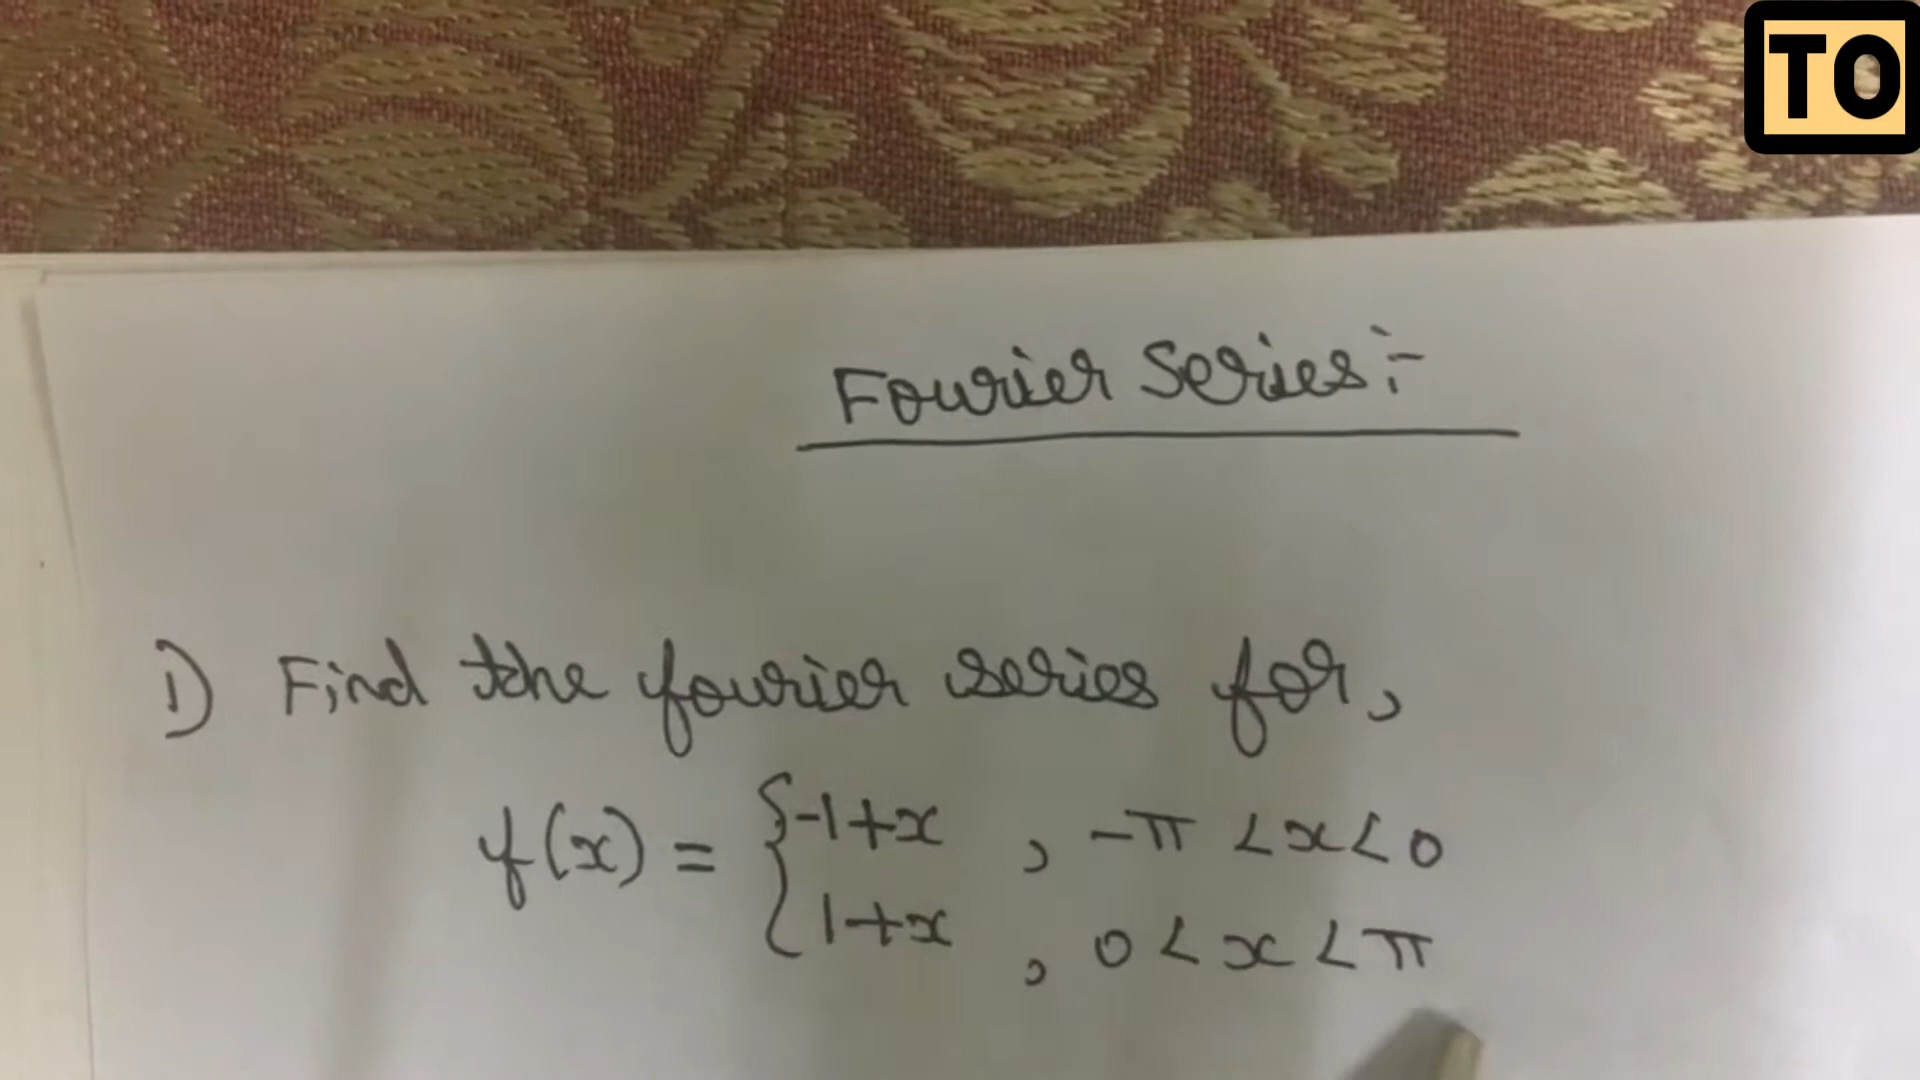 TO
Fourier Series:-
1) Find the fourier series for,
f(x) = { -1+x , -π < x < 0
1+x , 0 < x < π